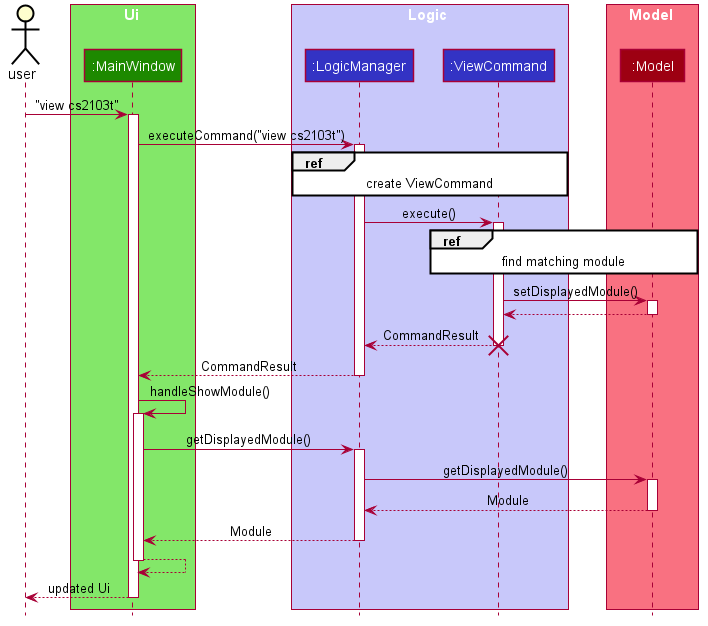 Ui
Logic
Model
user
:MainWindow
:LogicManager
:ViewCommand
:Model
"view cs2103t"
executeCommand("view cs2103t")
ref
create ViewCommand
execute()
ref
find matching module
setDisplayedModule()
CommandResult
CommandResult
handleShowModule()
getDisplayedModule()
getDisplayedModule()
Module
Module
updated Ui